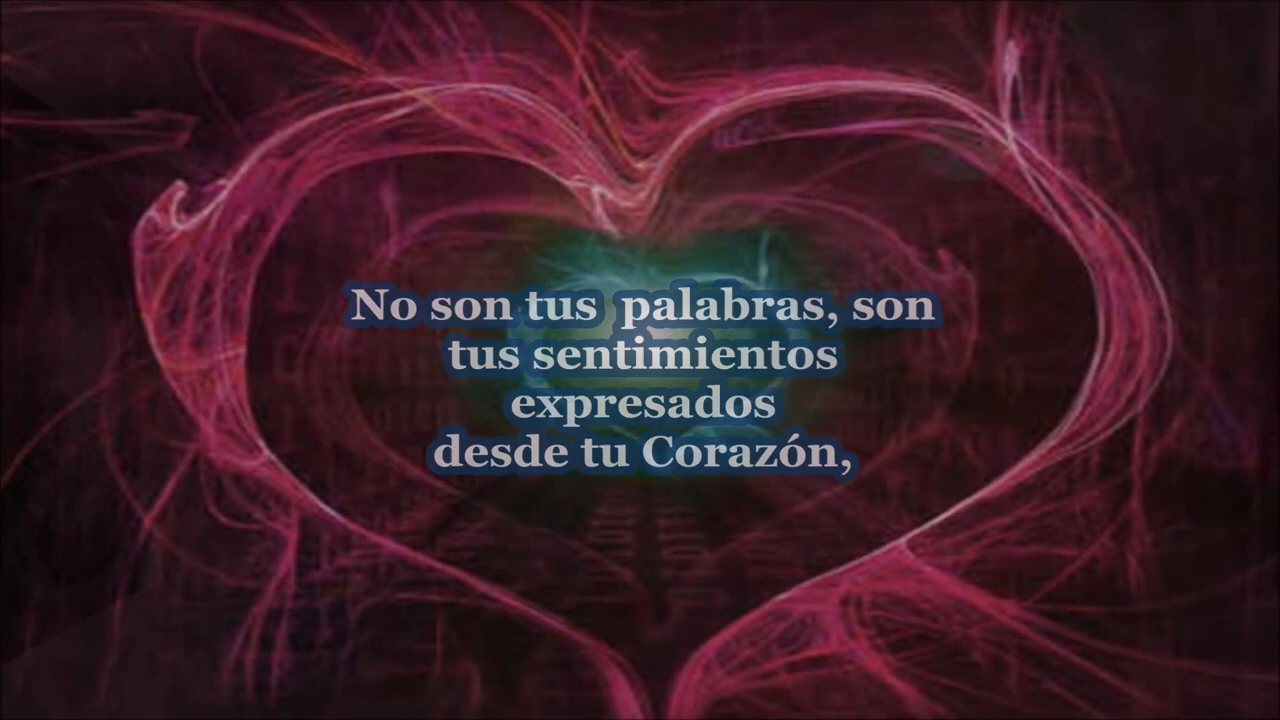 No son tus palabras, son
tus sentimientos
expresados
desde tu Corazón,